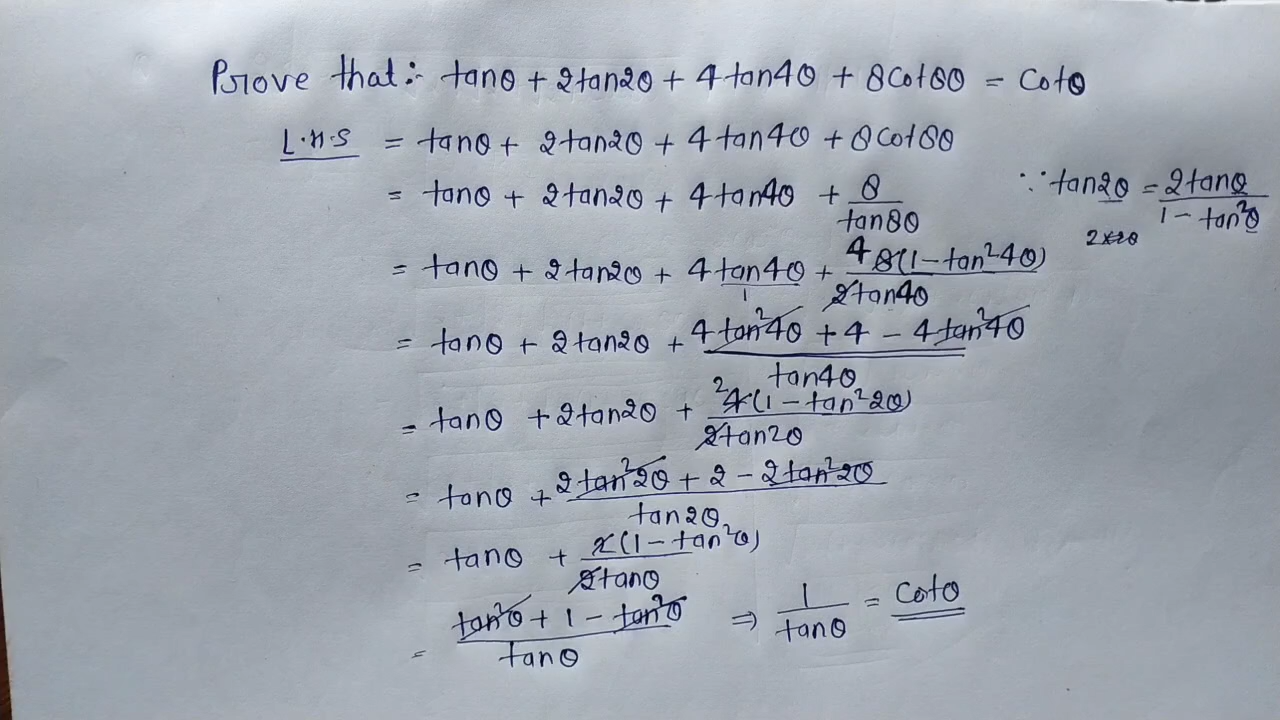 Prove that :- tanθ + 2tan2θ + 4tan4θ + 8cot8θ = cotθ
L.H.S = tanθ + 2tan2θ + 4tan4θ + 8cot8θ
= tanθ + 2tan2θ + 4tan4θ + 8/tan8θ
∵ tan2θ = 2tanθ/1 - tan²θ
2×2θ
= tanθ + 2tan2θ + 4tan4θ/1 + 4 8(1 - tan²4θ)/2tan4θ
= tanθ + 2tan2θ + 4tan²4θ + 4 - 4tan²4θ/tan4θ
= tanθ + 2tan2θ + 2 4(1 - tan²2θ)/2tan2θ
= tanθ + 2tan²2θ + 2 - 2tan²2θ/tan2θ
= tanθ + 2(1 - tan²θ)/2tanθ
= tan²θ + 1 - tan²θ/tanθ ⇒ 1/tanθ = cotθ